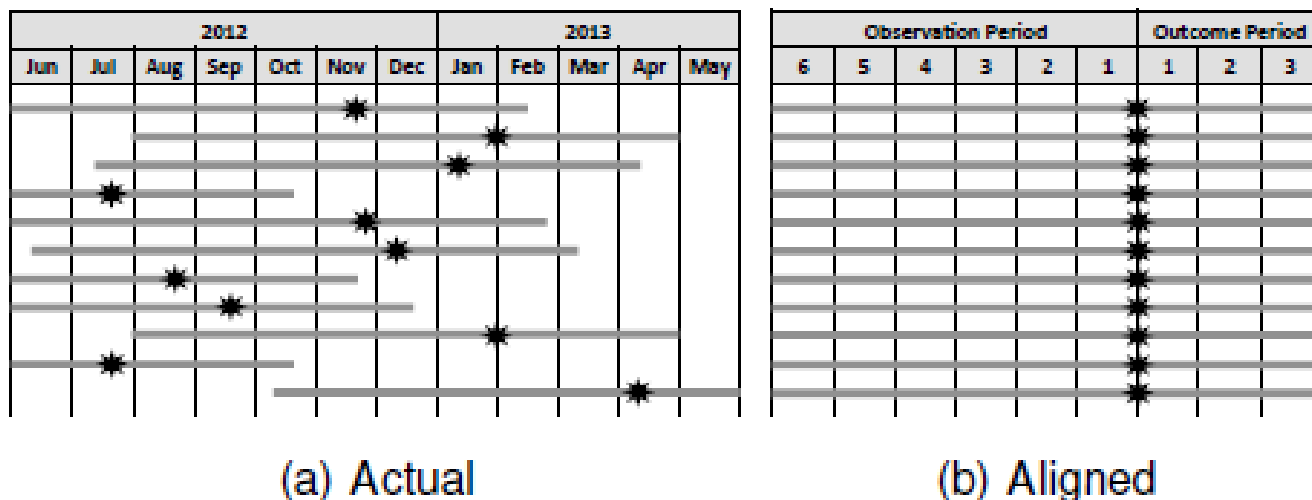 2012 2013
Jun Jul Aug Sep Oct Nov Dec Jan Feb Mar Apr May
(a) Actual
Observation Period Outcome Period
6 5 4 3 2 1 1 2 3
(b) Aligned